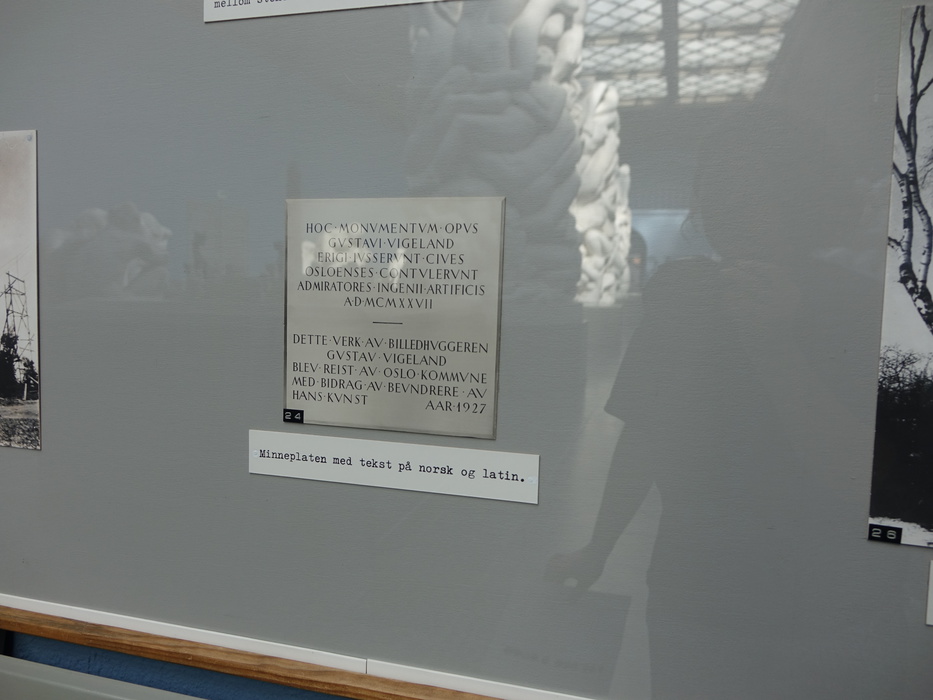 HOC·MONVMENTVM·OPVS
GVSTAVI·VIGELAND
ERIGI·IVSSERVNT·CIVES
OSLOENSES·CONTVLERVNT
ADMIRATORES·INGENII·ARTIFICIS
A·D·MCMXXVII
DETTE·VERK·AV·BILLEDHVGGEREN
GVSTAV·VIGELAND
BLEV·REIST·AV·OSLO·KOMMVNE
MED·BIDRAG·AV·BEVNDRERE·AV
HANS·KVNST AAR·1927
24
Minneplaten med tekst på norsk og latin.
28